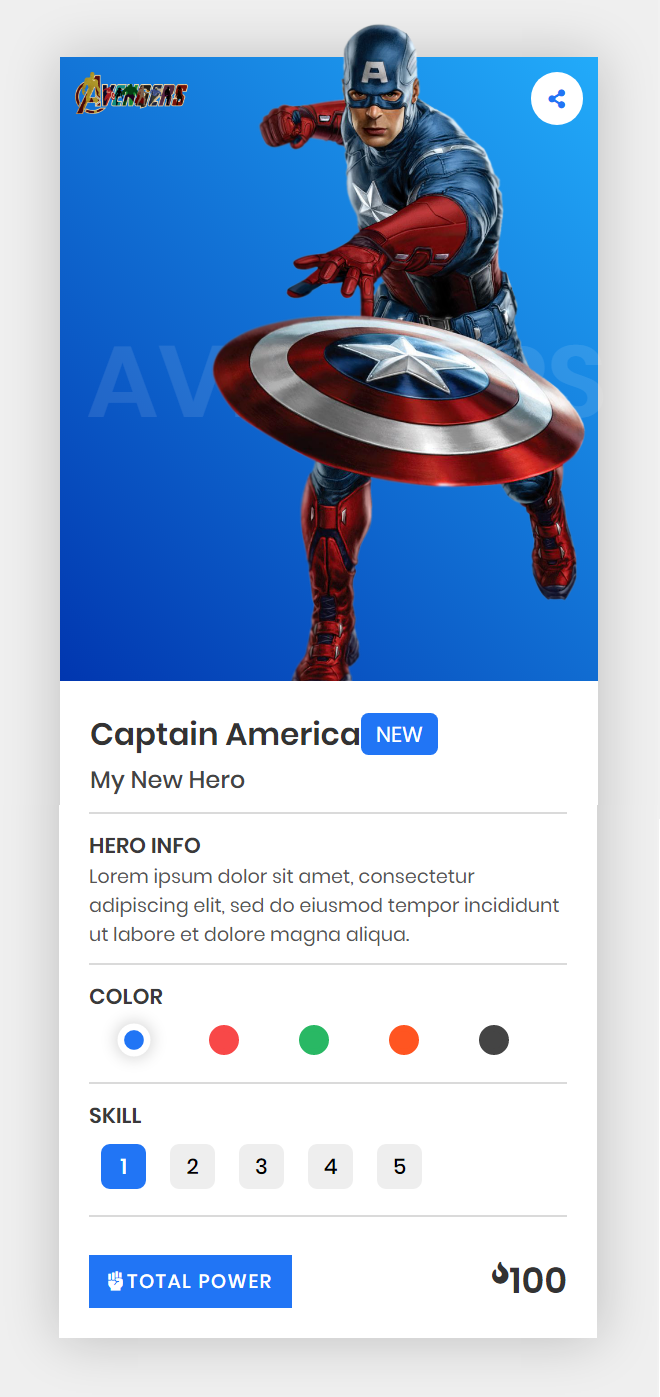 AVENGERS
A
AV RS
Captain America NEW
My New Hero
HERO INFO
Lorem ipsum dolor sit amet, consectetur
adipiscing elit, sed do eiusmod tempor incididunt
ut labore et dolore magna aliqua.
COLOR
SKILL
1 2 3 4 5
TOTAL POWER 100